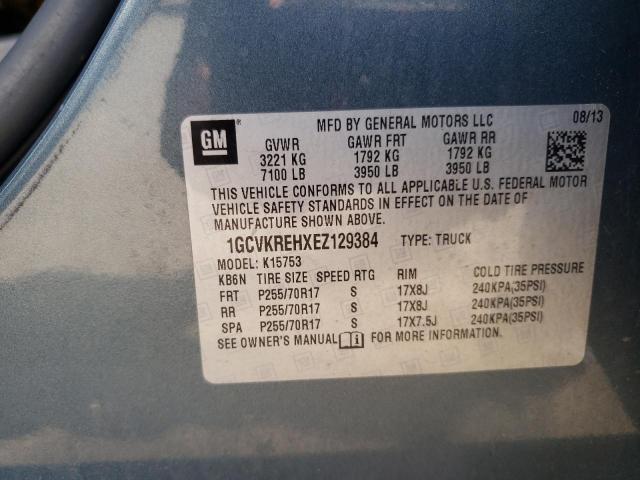 GM ® MFD BY GENERAL MOTORS LLC 08/13
GVWR GAWR FRT GAWR RR
3221 KG 1792 KG 1792 KG
7100 LB 3950 LB 3950 LB
THIS VEHICLE CONFORMS TO ALL APPLICABLE U.S. FEDERAL MOTOR
VEHICLE SAFETY STANDARDS IN EFFECT ON THE DATE OF
MANUFACTURE SHOWN ABOVE.
1GCVKREHXEZ129384 TYPE: TRUCK
MODEL: K15753
KB6N TIRE SIZE SPEED RTG RIM COLD TIRE PRESSURE
FRT P255/70R17 S 17X8J 240KPA(35PSI)
RR P255/70R17 S 17X8J 240KPA(35PSI)
SPA P255/70R17 S 17X7.5J 240KPA(35PSI)
SEE OWNER'S MANUAL FOR MORE INFORMATION.